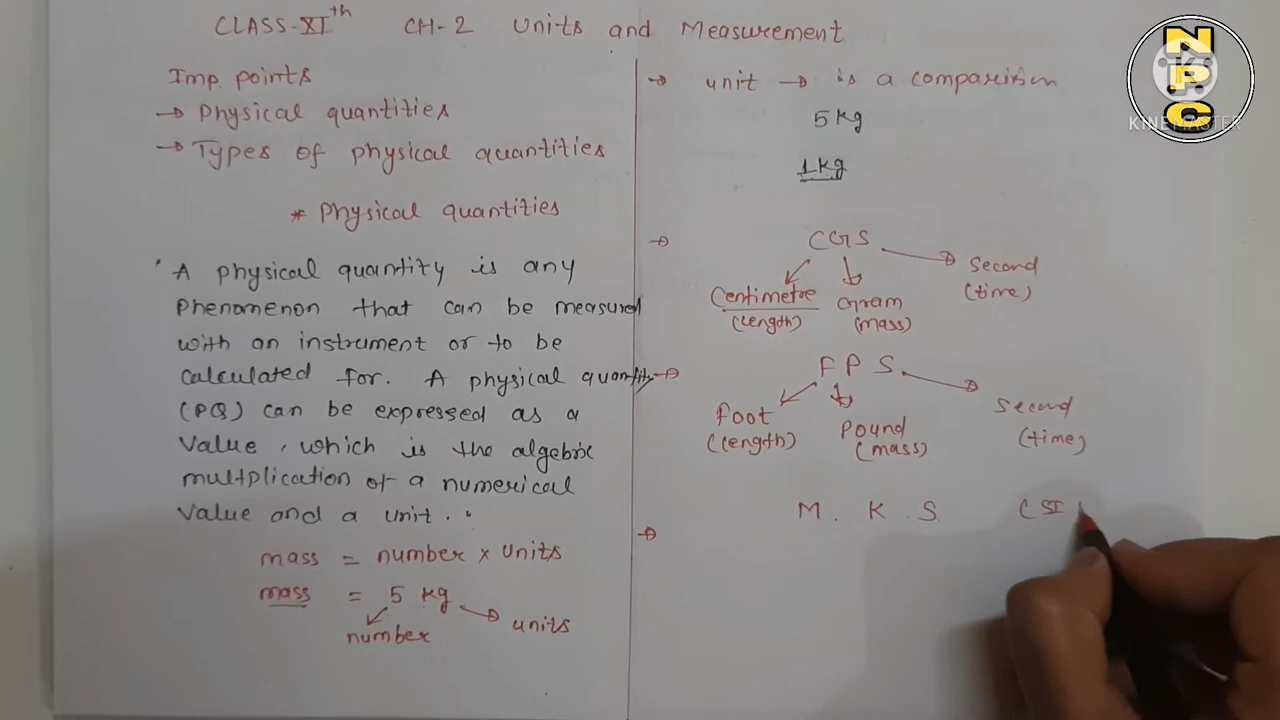 CLASS-XIth CH-2 Units and Measurement
Imp. points
→ Physical quantities
→ Types of physical quantities
* Physical quantities
A physical quantity is any
phenomenon that can be measured
with an instrument or to be
calculated for. A physical quantity
(PQ) can be expressed as a
value, which is the algebric
multplication of a numerical
value and a unit.
mass = number x units
mass = 5 kg
number
units
→ unit → is a comparision
5 kg
1 kg
→ CGS
Second
(time)
Centimetre Gram
(length) (mass)
→ F P S
Second
(time)
foot
(length)
Pound
(mass)
→ M. K. S. (SI
NPC
KINEMASTER